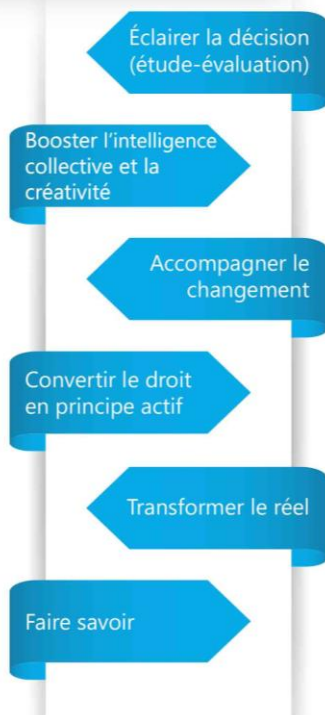 Éclairer la décision
(étude-évaluation)
Booster l’intelligence
collective et la
créativité
Accompagner le
changement
Convertir le droit
en principe actif
Transformer le réel
Faire savoir